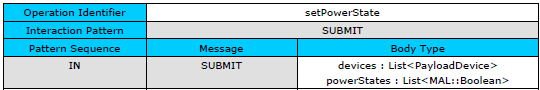 Operation Identifier setPowerState
Interaction Pattern SUBMIT
Pattern Sequence Message Body Type
IN SUBMIT devices : List<PayloadDevice>
powerStates : List<MAL::Boolean>